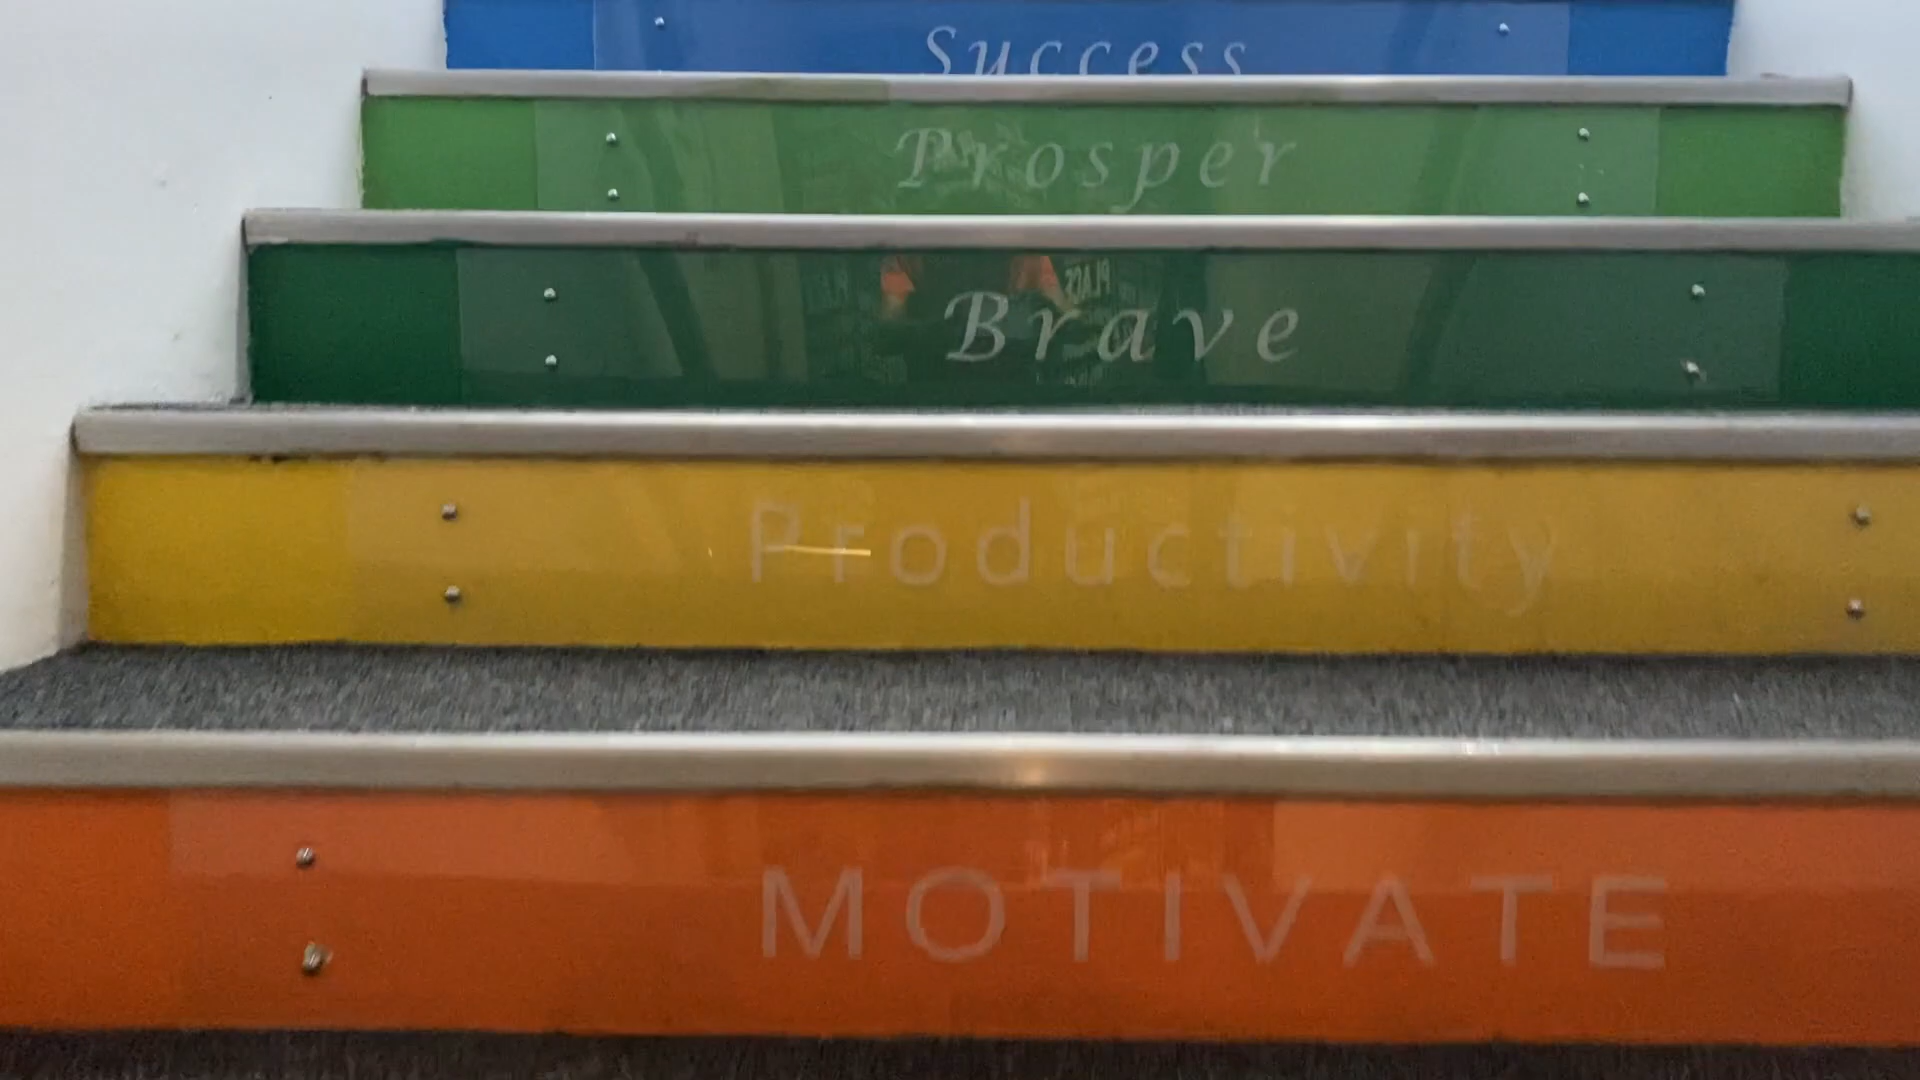 Success
Prosper
Brave
Productivity
MOTIVATE